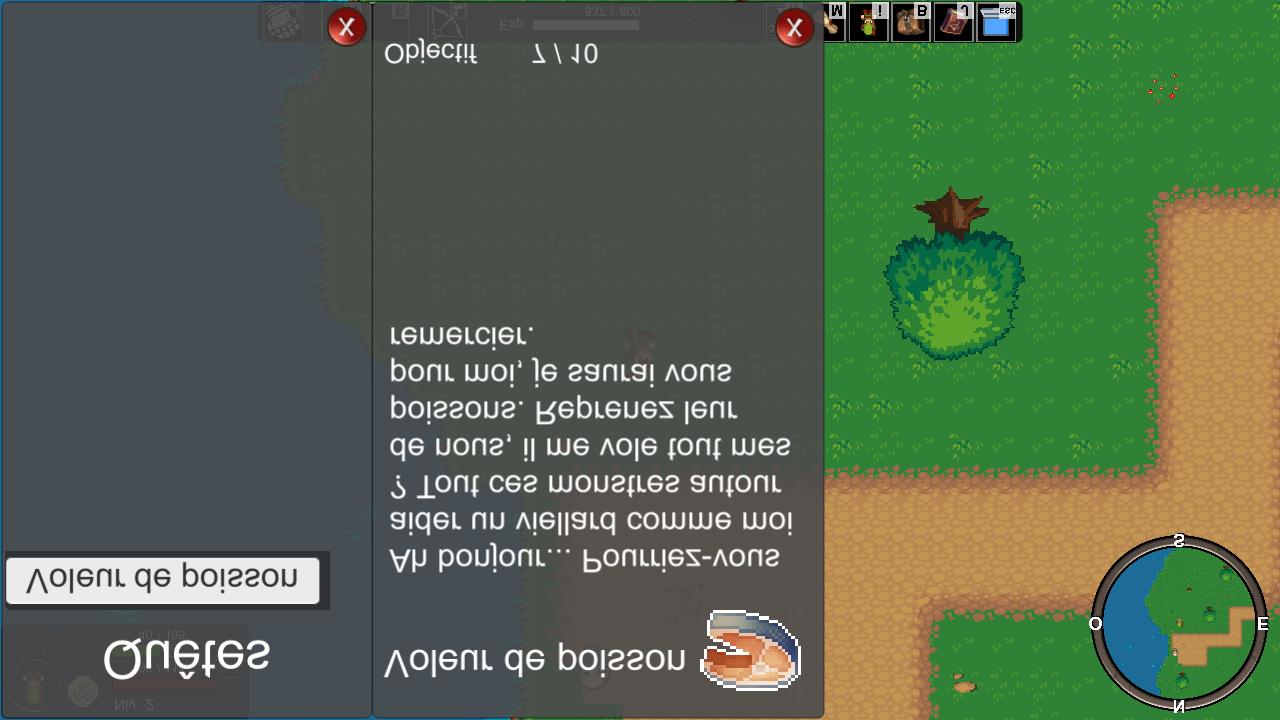 Quêtes
Voleur de poisson
Voleur de poisson
Ah bonjour... Pourriez-vous
aider un viellard comme moi
? Tout ces monstres autour
de nous, il me vole tout mes
poissons. Reprenez leur
pour moi, je saurai vous
remercier.
Objectif 7 / 10
X
X
Niv. 2
Exp
537 / 800
M
I
B
J
ESC
N
O
E
S